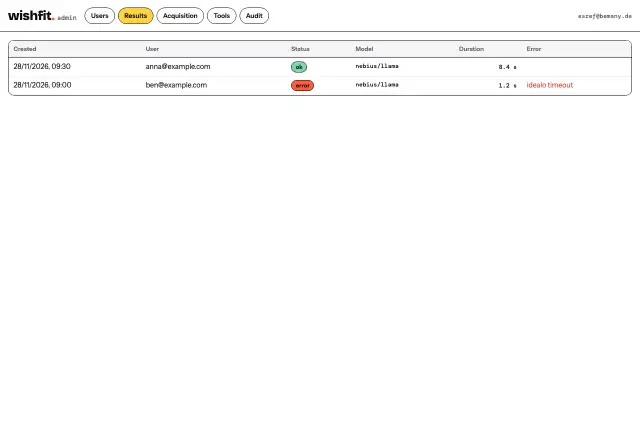 wishfit. admin Users Results Acquisition Tools Audit esref@bemany.de
Created User Status Model Duration Error
28/11/2026, 09:30 anna@example.com ok nebius/llama 8.4 s
28/11/2026, 09:00 ben@example.com error nebius/llama 1.2 s idealo timeout